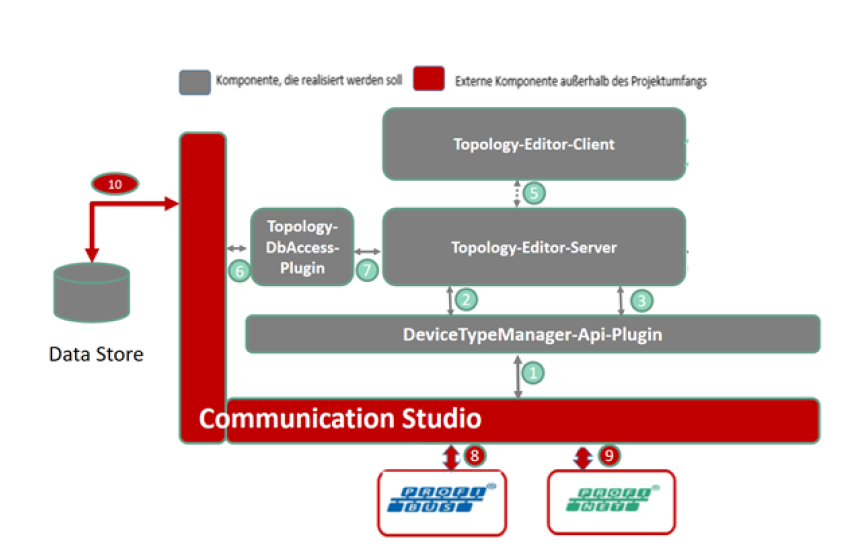 Komponente, die realisiert werden soll
Externe Komponente außerhalb des Projektumfangs
Topology-Editor-Client
10
5
Topology-
DbAccess-
Plugin
Topology-Editor-Server
6
7
2
3
DeviceTypeManager-Api-Plugin
Data Store
1
Communication Studio
8
9
PROFI®
BUS
PROFI®
NET